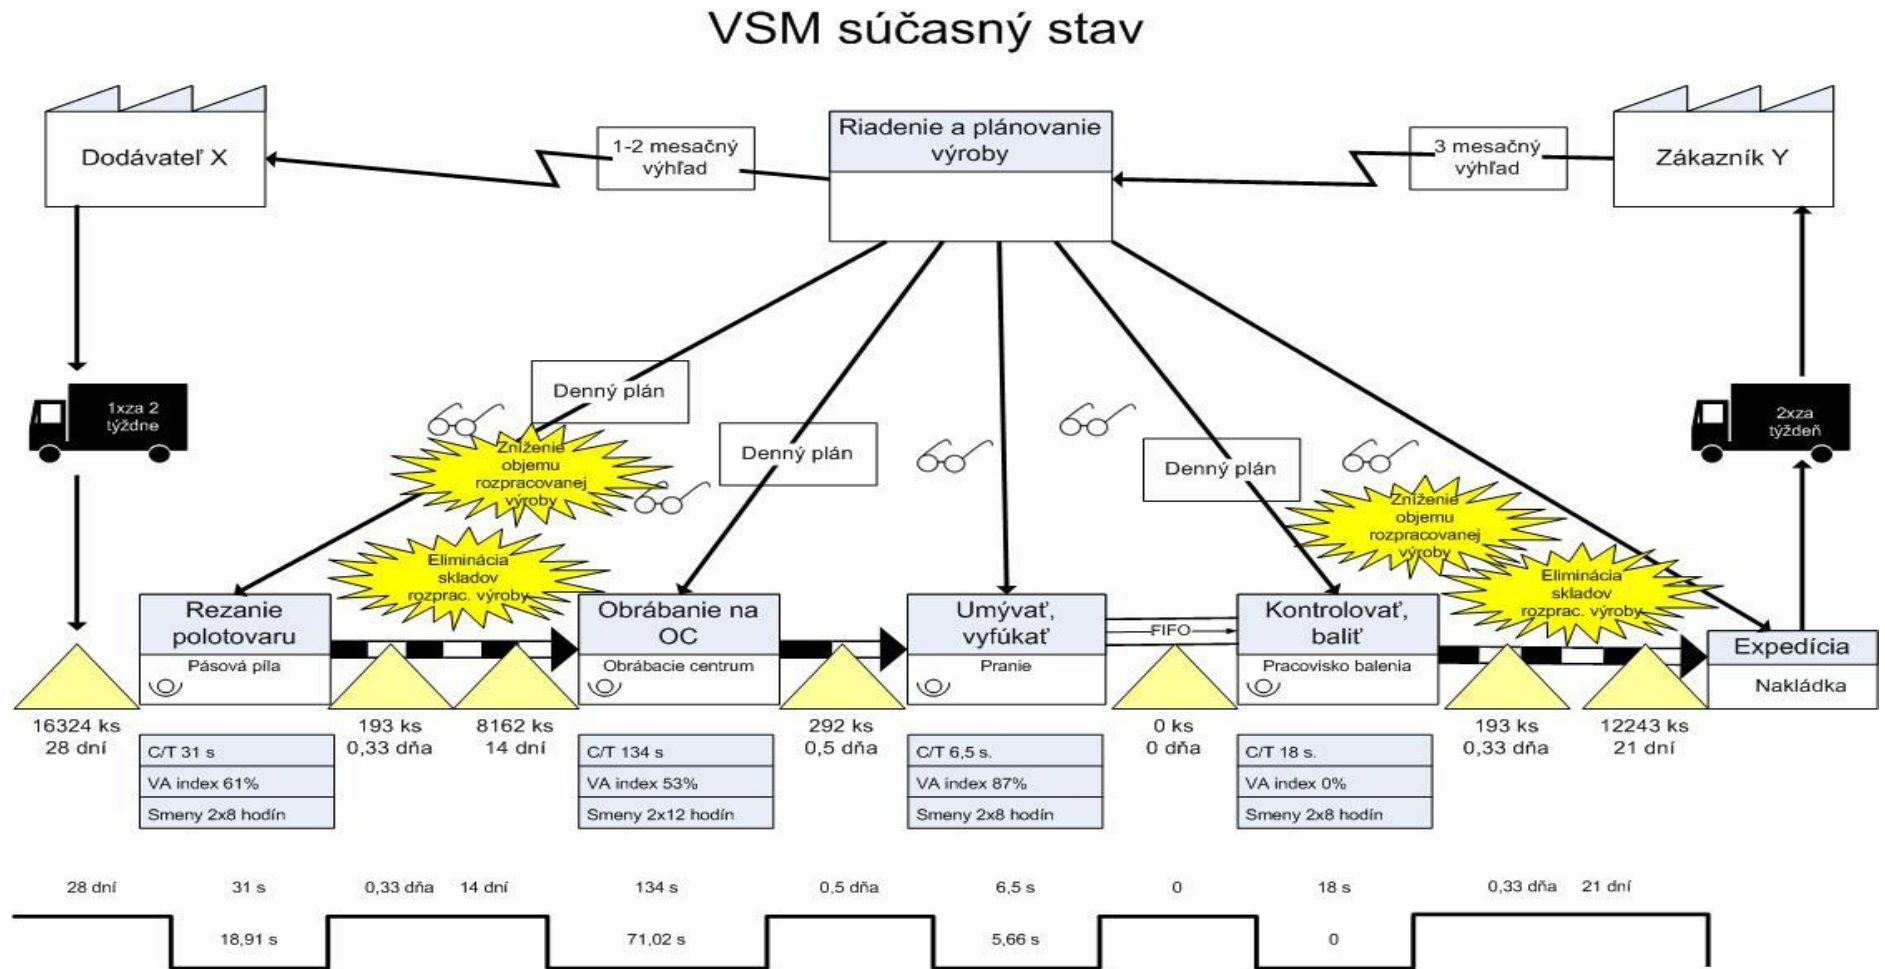 VSM súčasný stav
Dodávateľ X
1-2 mesačný
výhľad
Riadenie a plánovanie
výroby
3 mesačný
výhľad
Zákazník Y
1xza 2
týždne
Denný plán
Denný plán
Denný plán
2xza
týždeň
Zníženie
objemu
rozpracovanej
výroby
Eliminácia
skladov
rozprac. výroby
Zníženie
objemu
rozpracovanej
výroby
Eliminácia
skladov
rozprac. výroby
Rezanie
polotovaru
Pásová píla
Obrábanie na
OC
Obrábacie centrum
Umývať,
vyfúkať
Pranie
FIFO
Kontrolovať,
baliť
Pracovisko balenia
Expedícia
Nakládka
16324 ks
28 dní
193 ks
0,33 dňa
8162 ks
14 dní
292 ks
0,5 dňa
0 ks
0 dňa
193 ks
0,33 dňa
12243 ks
21 dní
C/T 31 s
VA index 61%
Smeny 2x8 hodín
C/T 134 s
VA index 53%
Smeny 2x12 hodín
C/T 6,5 s.
VA index 87%
Smeny 2x8 hodín
C/T 18 s.
VA index 0%
Smeny 2x8 hodín
28 dní 31 s 0,33 dňa 14 dní 134 s 0,5 dňa 6,5 s 0 18 s 0,33 dňa 21 dní
18,91 s 71,02 s 5,66 s 0